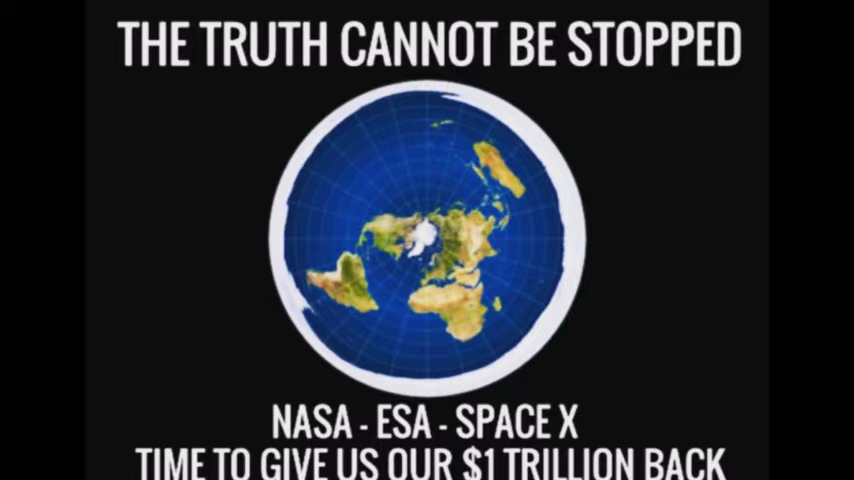 THE TRUTH CANNOT BE STOPPED
NASA - ESA - SPACE X
TIME TO GIVE US OUR $1 TRILLION BACK